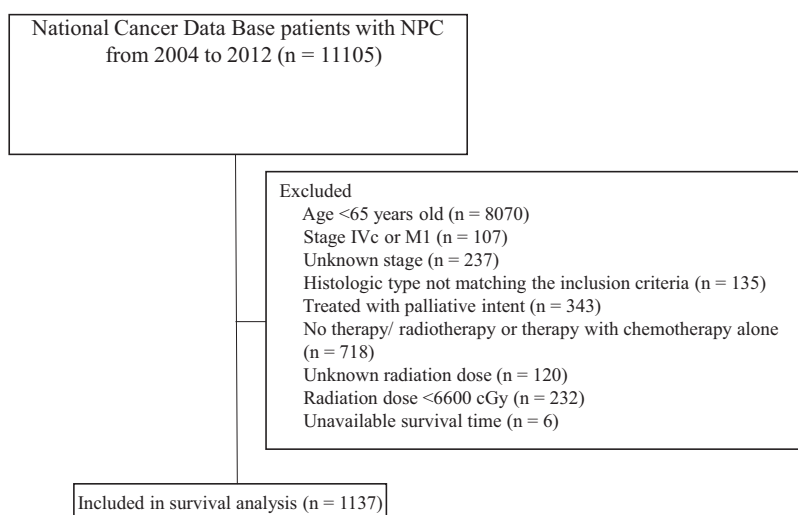 National Cancer Data Base patients with NPC
from 2004 to 2012 (n = 11105)
Excluded
Age <65 years old (n = 8070)
Stage IVc or M1 (n = 107)
Unknown stage (n = 237)
Histologic type not matching the inclusion criteria (n = 135)
Treated with palliative intent (n = 343)
No therapy/ radiotherapy or therapy with chemotherapy alone
(n = 718)
Unknown radiation dose (n = 120)
Radiation dose <6600 cGy (n = 232)
Unavailable survival time (n = 6)
Included in survival analysis (n = 1137)